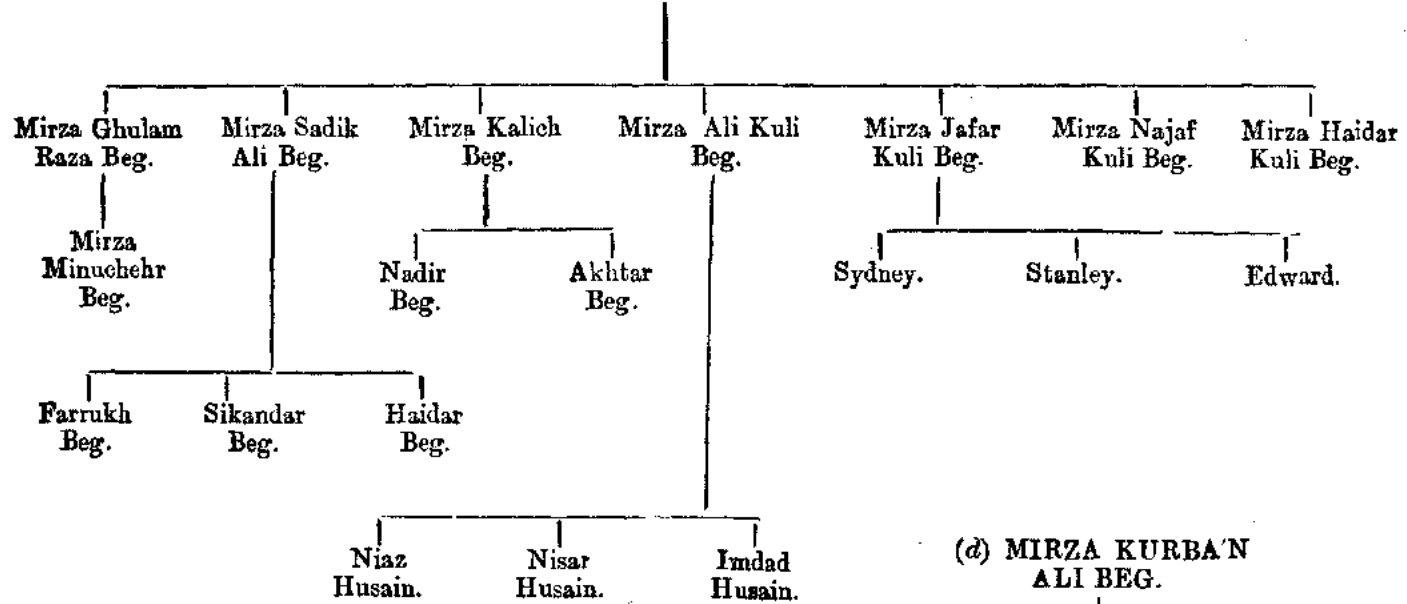 Mirza Ghulam Raza Beg.
Mirza Sadik Ali Beg.
Mirza Kalich Beg.
Mirza Ali Kuli Beg.
Mirza Jafar Kuli Beg.
Mirza Najaf Kuli Beg.
Mirza Haidar Kuli Beg.
Mirza Minuchehr Beg.
Nadir Beg.
Akhtar Beg.
Sydney.
Stanley.
Edward.
Farrukh Beg.
Sikandar Beg.
Haidar Beg.
Niaz Husain.
Nisar Husain.
Imdad Husain.
(d) MIRZA KURBA'N
ALI BEG.